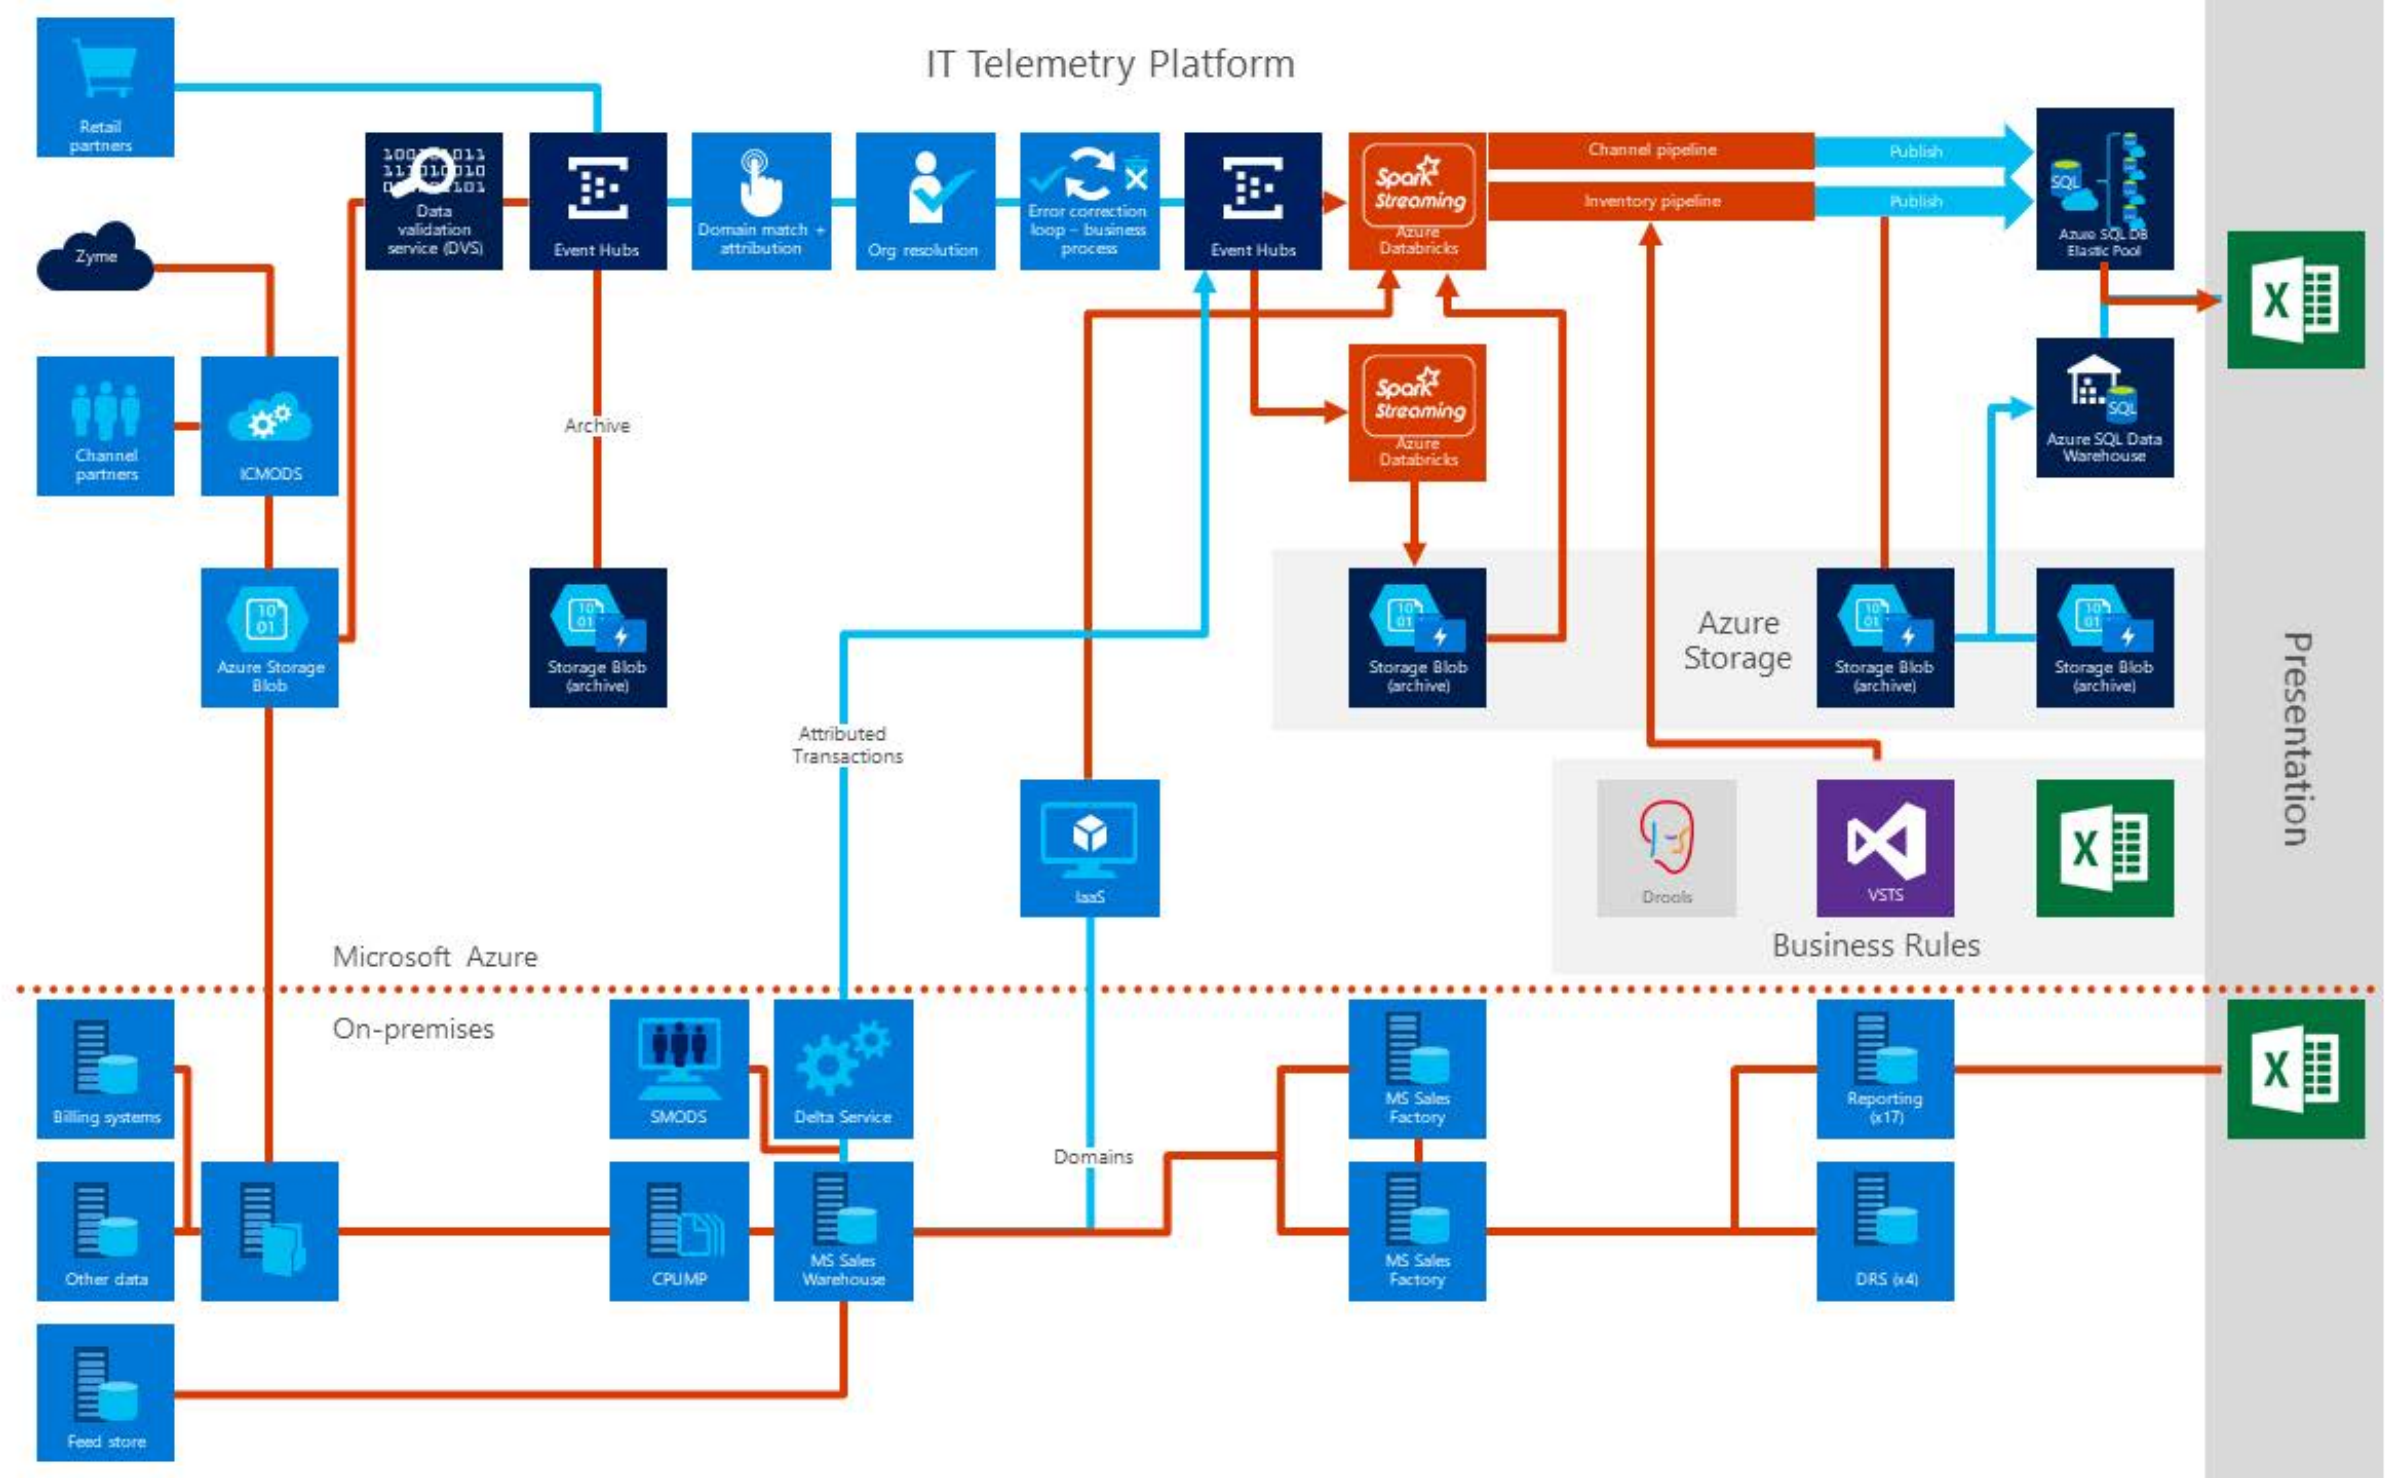 IT Telemetry Platform
Retail
partners
Zyme
Channel
partners
ICMODS
Azure Storage
Blob
Data
validation
service (DVS)
Event Hubs
Archive
Storage Blob
(archive)
Domain match +
attribution
Org resolution
Error correction
loop – business
process
Event Hubs
Spark
Streaming
Azure
Databricks
Channel pipeline
Publish
Inventory pipeline
Publish
SQL
Azure SQL DB
Elastic Pool
Spark
Streaming
Azure
Databricks
SQL
Azure SQL Data
Warehouse
Storage Blob
(archive)
Azure
Storage
Storage Blob
(archive)
Storage Blob
(archive)
Presentation
Attributed
Transactions
IaaS
Drools
VSTS
Business Rules
Microsoft Azure
On-premises
Billing systems
Other data
Feed store
SMODS
Delta Service
CPUMP
MS Sales
Warehouse
Domains
MS Sales
Factory
MS Sales
Factory
Reporting
(x17)
DRS (x4)